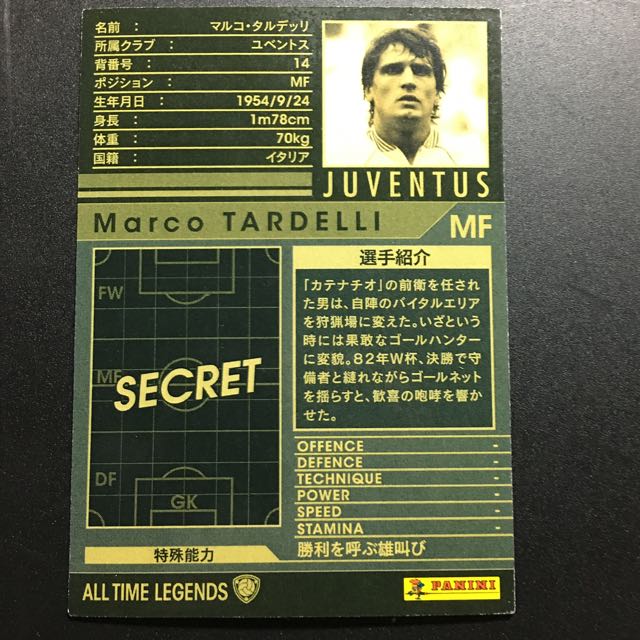 名前 : マルコ・タルデッリ
所属クラブ : ユベントス
背番号 : 14
ポジション : MF
生年月日 : 1954/9/24
身長 : 1m78cm
体重 : 70kg
国籍 : イタリア
JUVENTUS
Marco TARDELLI
MF
FW
MF
SECRET
DF
GK
選手紹介
「カテナチオ」の前衛を任され
た男は、自陣のバイタルエリア
を狩猟場に変えた。いざという
時には果敢なゴールハンター
に変貌。82年W杯、決勝で守
備者と縺れながらゴールネット
を揺らすと、歓喜の咆哮を響か
せた。
OFFENCE -
DEFENCE -
TECHNIQUE -
POWER -
SPEED -
STAMINA -
特殊能力 勝利を呼ぶ雄叫び
ALL TIME LEGENDS
PANINI